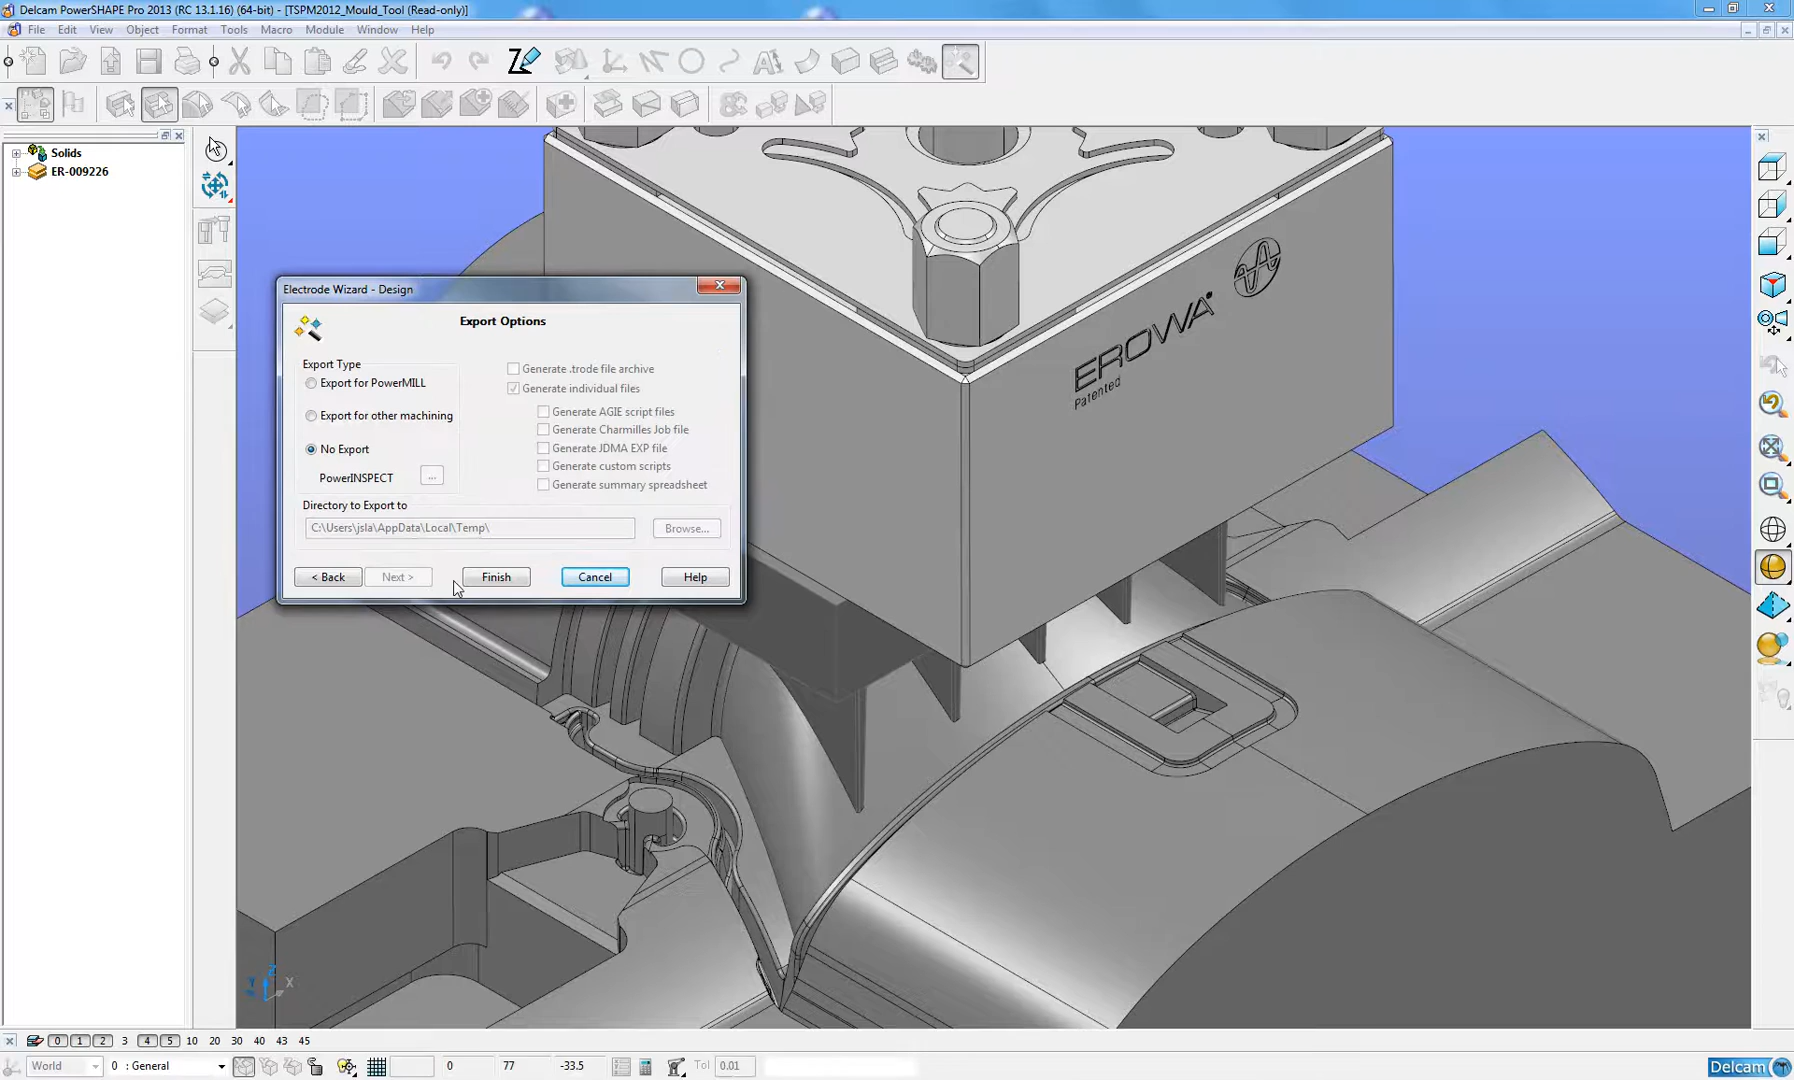 Delcam PowerSHAPE Pro 2013 (RC 13.1.16) (64-bit) - [TSPM2012_Mould_Tool (Read-only)]
File Edit View Object Format Tools Macro Module Window Help
Solids
ER-009226
EROWA
Patented
Electrode Wizard - Design
Export Options
Export Type
Export for PowerMILL
Export for other machining
No Export
PowerINSPECT
...
Generate .trode file archive
Generate individual files
Generate AGIE script files
Generate Charmilles Job file
Generate JDMA EXP file
Generate custom scripts
Generate summary spreadsheet
Directory to Export to
C:\Users\jsla\AppData\Local\Temp\
Browse...
< Back
Next >
Finish
Cancel
Help
Z
Y
X
0 1 2 3 4 5 10 20 30 40 43 45
World
0 : General
0 77 -33.5
Tol 0.01
Delcam